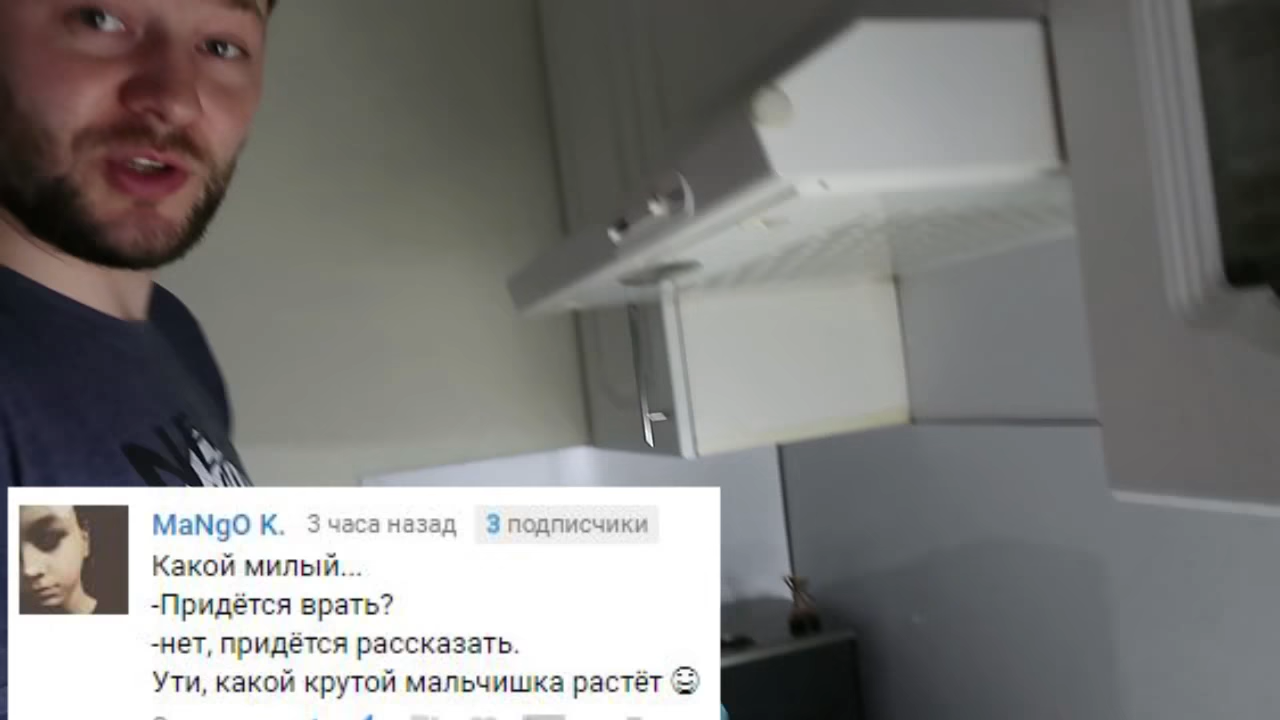 MaNgO K. 3 часа назад 3 подписчики
Какой милый...
-Придётся врать?
-нет, придётся рассказать.
Ути, какой крутой мальчишка растёт 😆